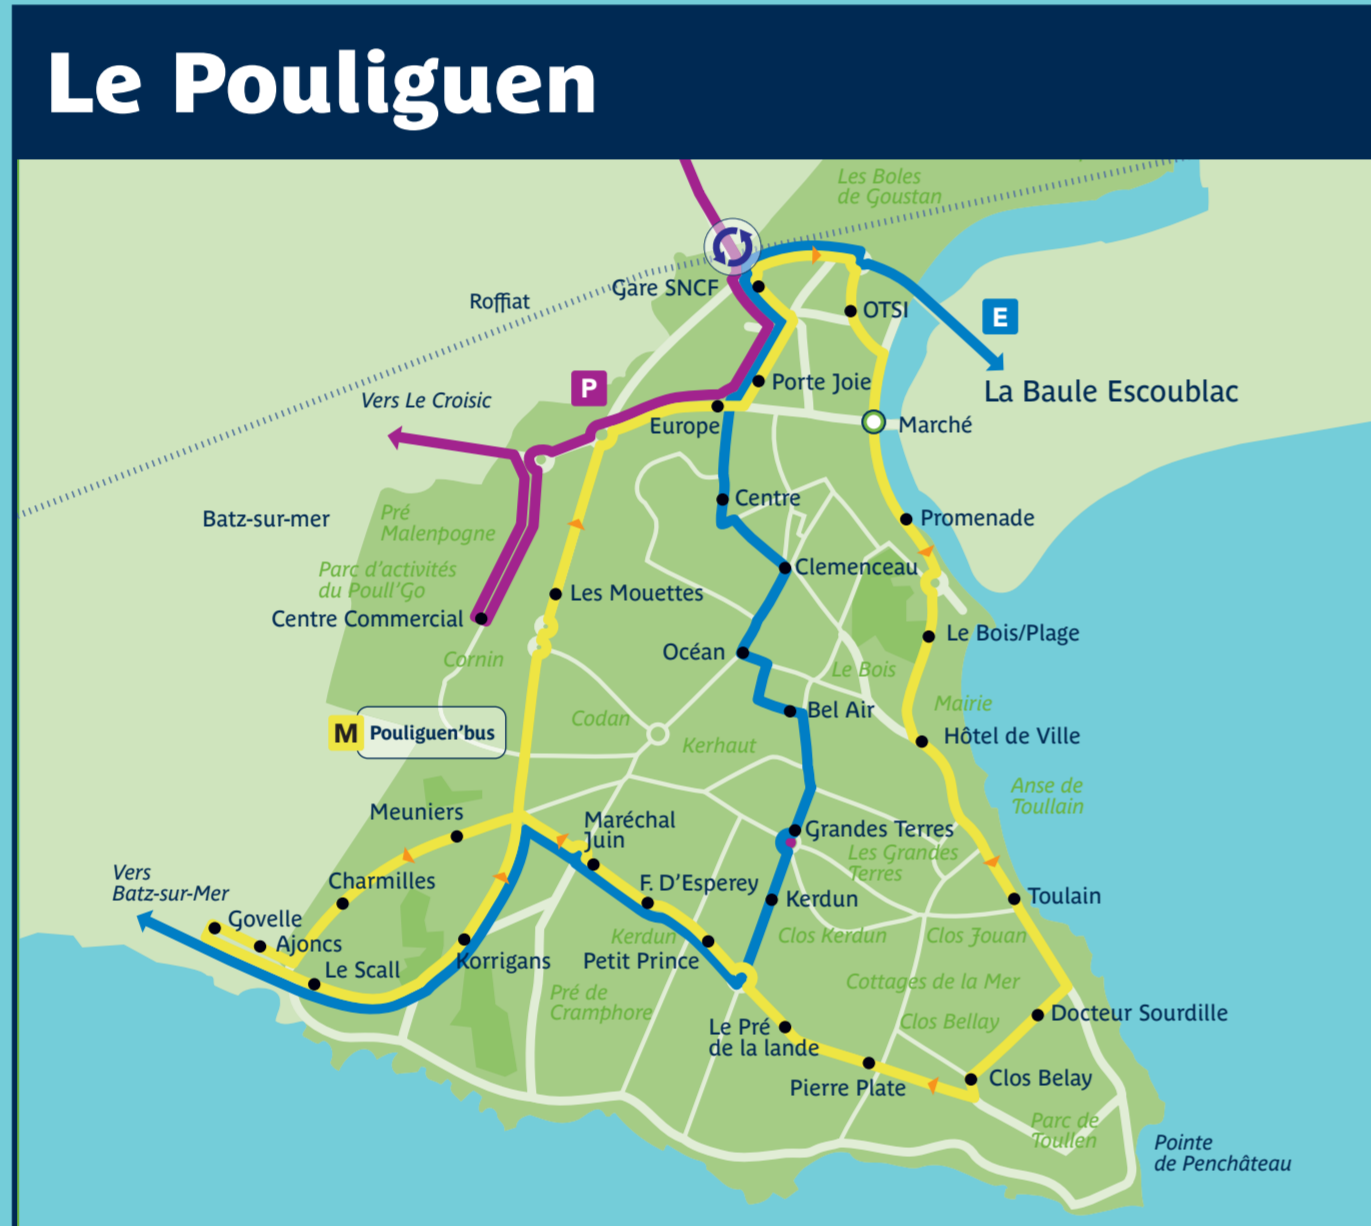 Le Pouliguen
Les Boles
de Goustan
Gare SNCF
Roffiat
OTSI
E
La Baule Escoublac
P
Porte Joie
Vers Le Croisic
Europe
Marché
Centre
Promenade
Batz-sur-mer
Pré
Malenpogne
Clemenceau
Parc d'activités
du Poull'Go
Les Mouettes
Centre Commercial
Le Bois/Plage
Océan
Cornin
Le Bois
Mairie
Bel Air
Codan
M Pouliguen'bus
Hôtel de Ville
Kerhaut
Anse de
Toullain
Meuniers
Maréchal
Juin
Grandes Terres
Les Grandes
Terres
Vers
Batz-sur-Mer
Charmilles
F. D'Esperey
Kerdun
Toulain
Govelle
Ajoncs
Kerdun
Clos Kerdun
Clos Jouan
Korrigans
Petit Prince
Le Scall
Cottages de la Mer
Pré de
Cramphore
Clos Bellay
Docteur Sourdille
Le Pré
de la lande
Pierre Plate
Clos Belay
Parc de
Toullen
Pointe
de Penchâteau